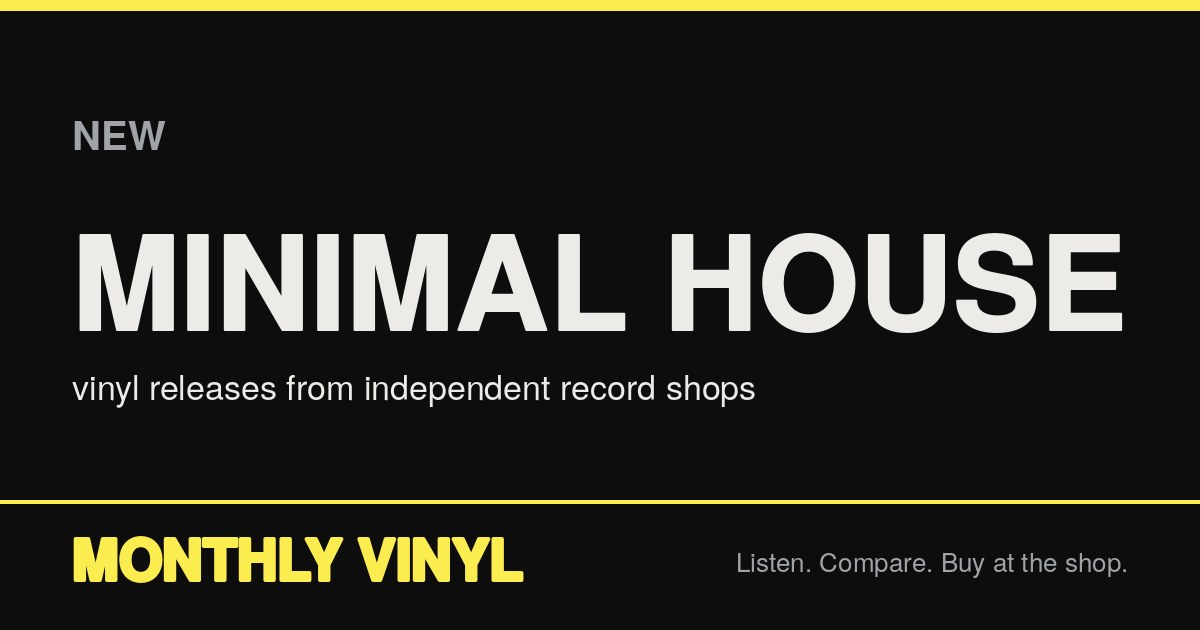 NEW
MINIMAL HOUSE
vinyl releases from independent record shops
MONTHLY VINYL
Listen. Compare. Buy at the shop.